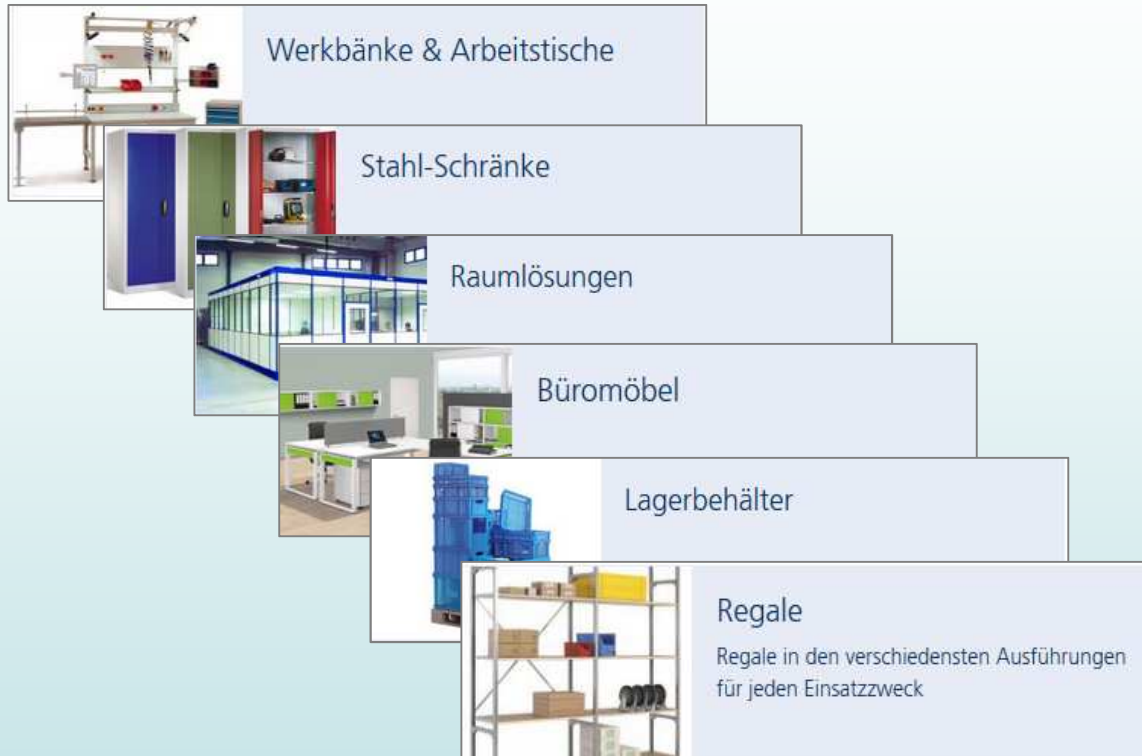 Werkbänke & Arbeitstische
Stahl-Schränke
Raumlösungen
Büromöbel
Lagerbehälter
Regale
Regale in den verschiedensten Ausführungen
für jeden Einsatzzweck